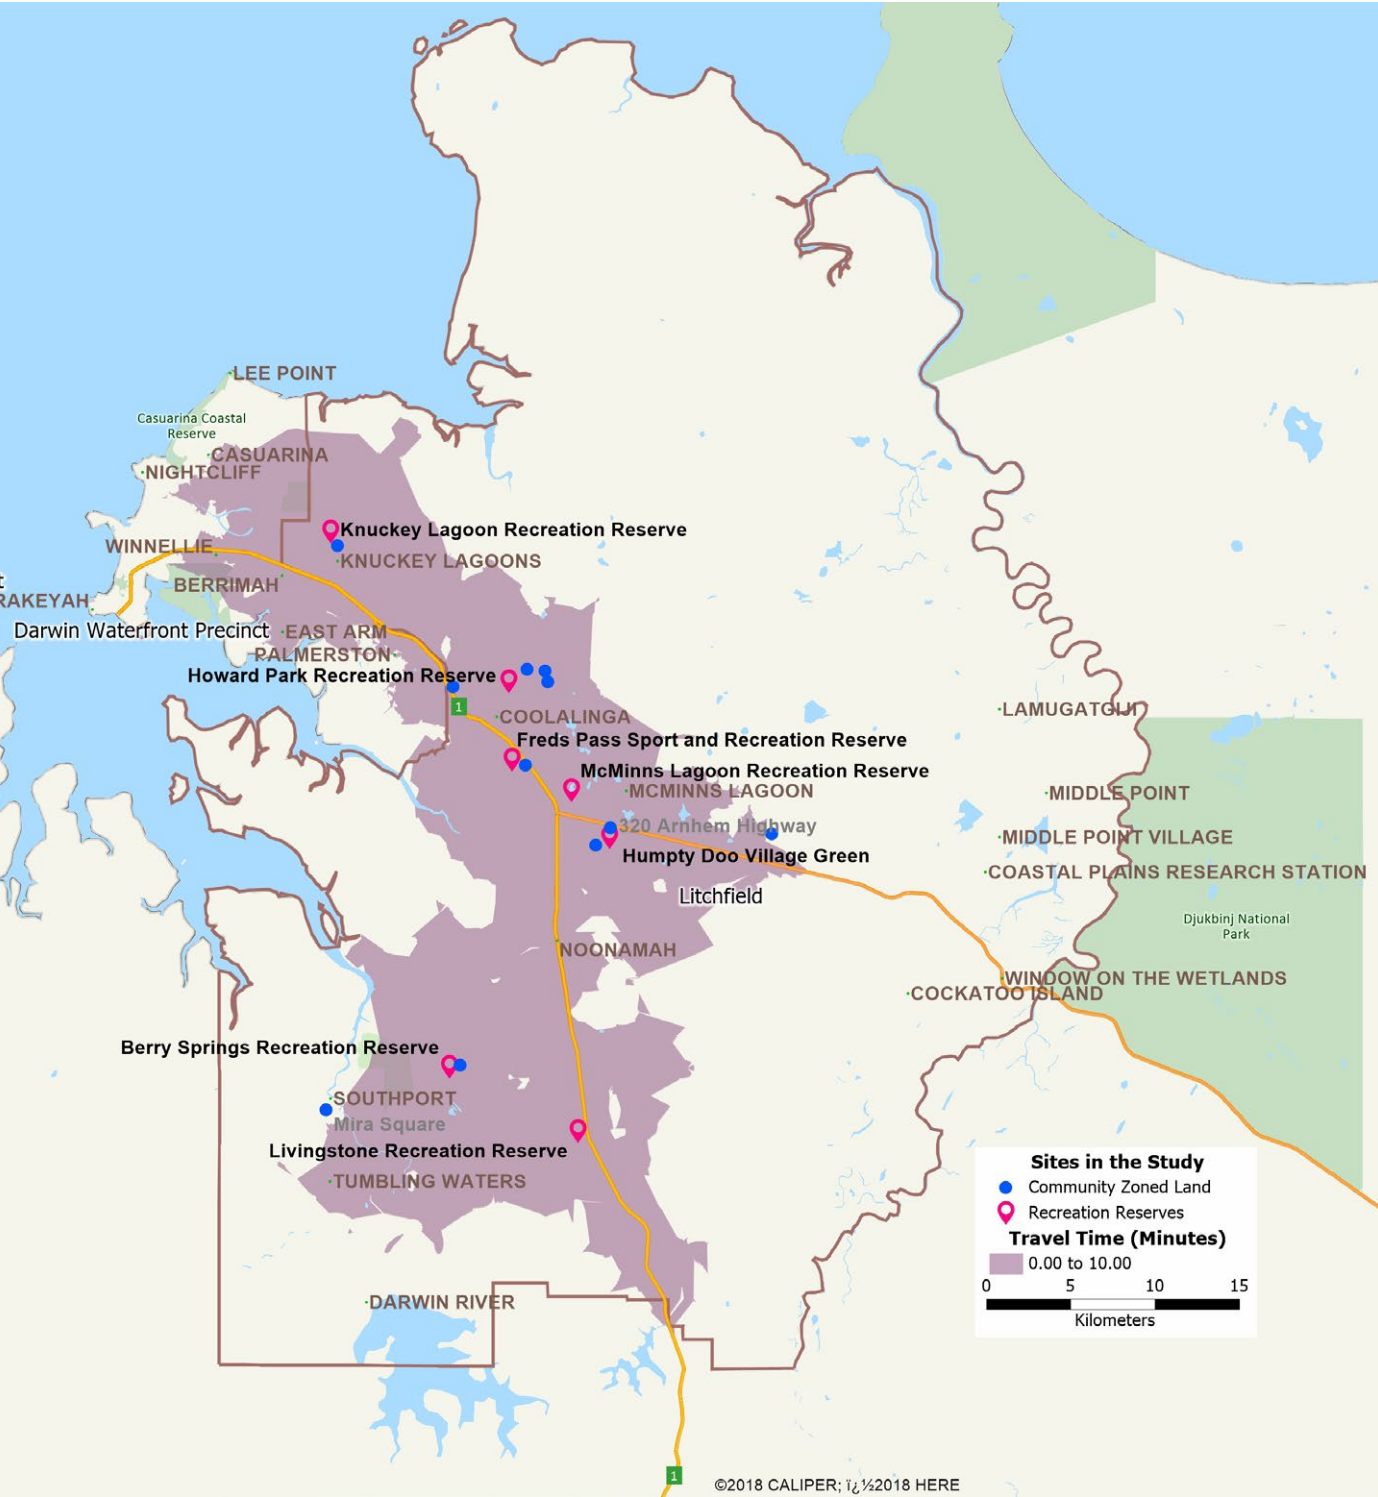 LEE POINT
Casuarina Coastal
Reserve
CASUARINA
NIGHTCLIFF
Knuckey Lagoon Recreation Reserve
WINNELLIE
KNUCKEY LAGOONS
BERRIMAH
t
RAKEYAH
Darwin Waterfront Precinct
EAST ARM
PALMERSTON
Howard Park Recreation Reserve
1
COOLALINGA
LAMUGATGIJI
Freds Pass Sport and Recreation Reserve
McMinns Lagoon Recreation Reserve
MCMINNS LAGOON
MIDDLE POINT
320 Arnhem Highway
MIDDLE POINT VILLAGE
Humpty Doo Village Green
COASTAL PLAINS RESEARCH STATION
Litchfield
Djukbinj National
Park
NOONAMAH
WINDOW ON THE WETLANDS
COCKATOO ISLAND
Berry Springs Recreation Reserve
SOUTHPORT
Mira Square
Livingstone Recreation Reserve
TUMBLING WATERS
DARWIN RIVER
Sites in the Study
Community Zoned Land
Recreation Reserves
Travel Time (Minutes)
0.00 to 10.00
0 5 10 15
Kilometers
1
©2018 CALIPER; ï¿½2018 HERE